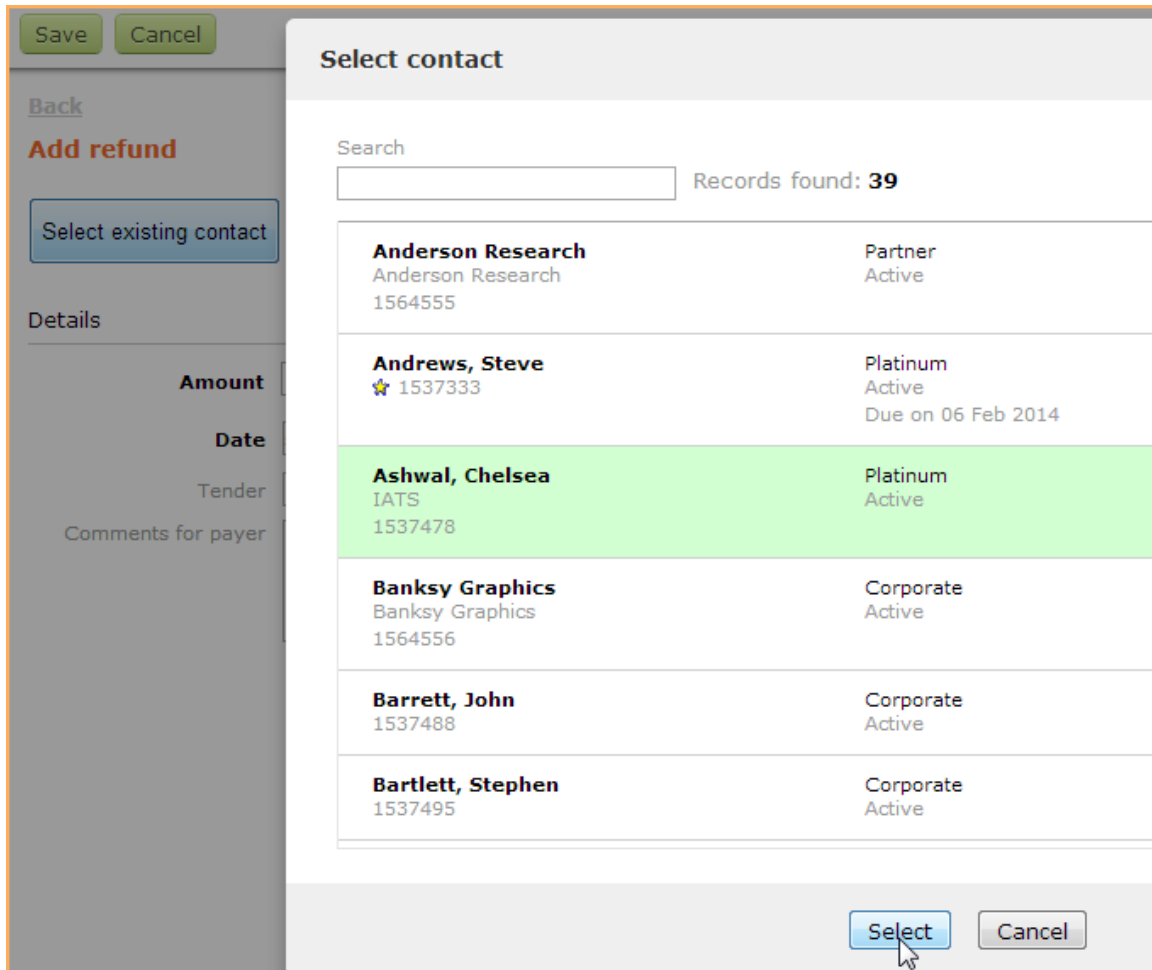 Save Cancel
Select contact
Back
Add refund
Select existing contact
Details
Amount
Date
Tender
Comments for payer
Search
Records found: 39
Anderson Research Partner
Anderson Research Active
1564555
Andrews, Steve Platinum
1537333 Active
Due on 06 Feb 2014
Ashwal, Chelsea Platinum
IATS Active
1537478
Banksy Graphics Corporate
Banksy Graphics Active
1564556
Barrett, John Corporate
1537488 Active
Bartlett, Stephen Corporate
1537495 Active
Select Cancel